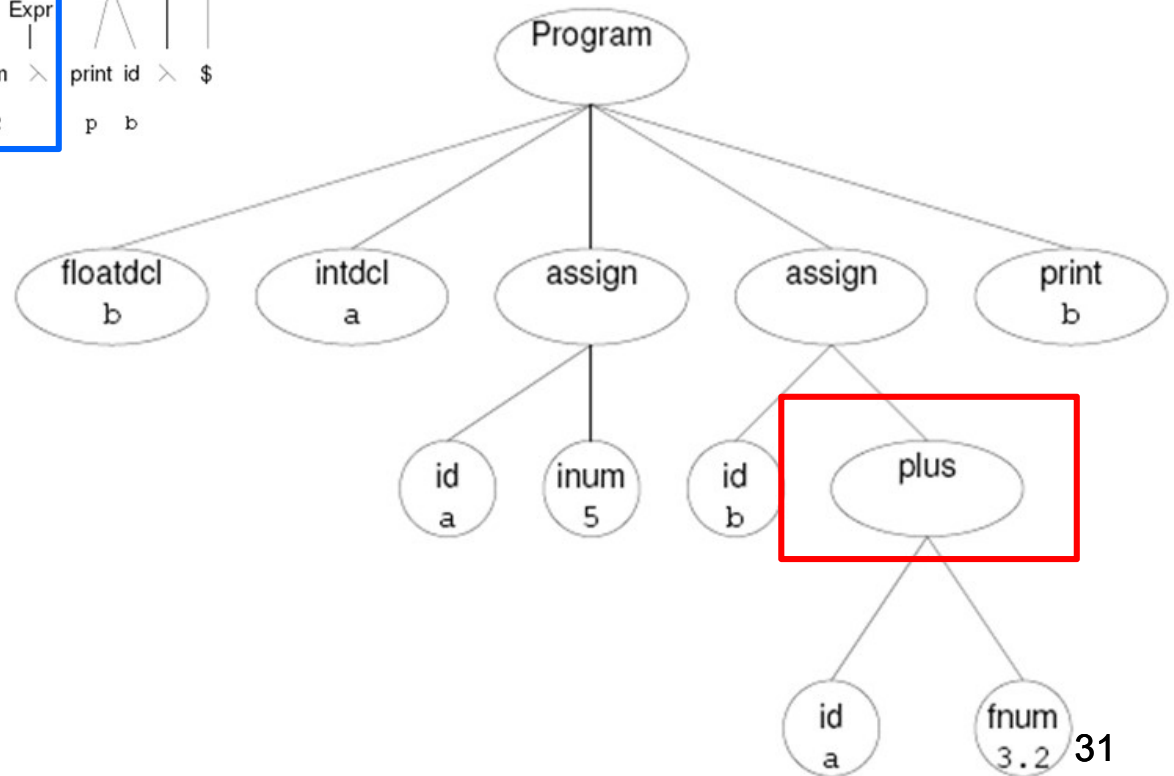 Expr
print id $
p b
Program
floatdcl intdcl assign assign print
b a b
id inum id plus
a 5 b
id fnum
a 3.2 31